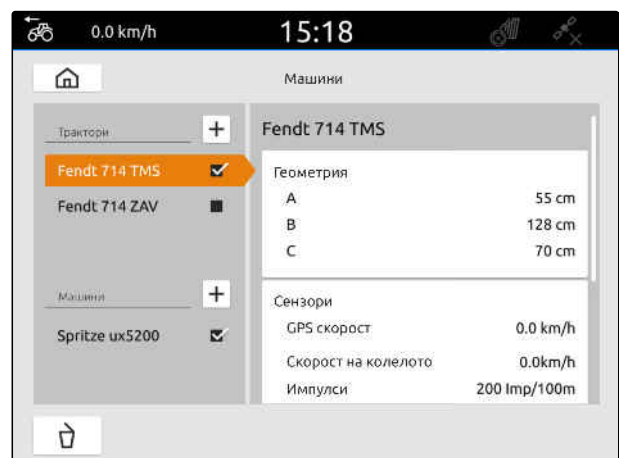 0.0 km/h 15:18
Машини
Трактори +
Fendt 714 TMS
Fendt 714 ZAV
Машини +
Spritze ux5200
Fendt 714 TMS
Геометрия
A 55 cm
B 128 cm
C 70 cm
Сензори
GPS скорост 0.0 km/h
Скорост на колелото 0.0km/h
Импулси 200 Imp/100m